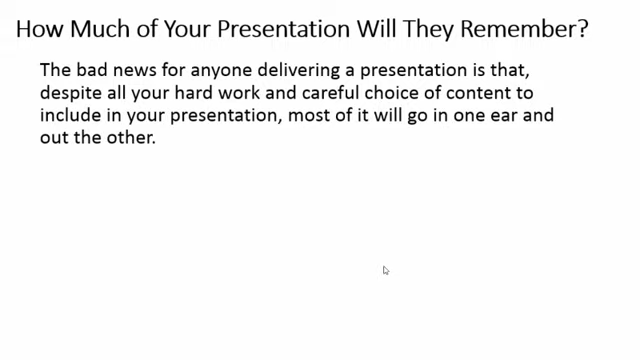 How Much of Your Presentation Will They Remember?
The bad news for anyone delivering a presentation is that,
despite all your hard work and careful choice of content to
include in your presentation, most of it will go in one ear and
out the other.